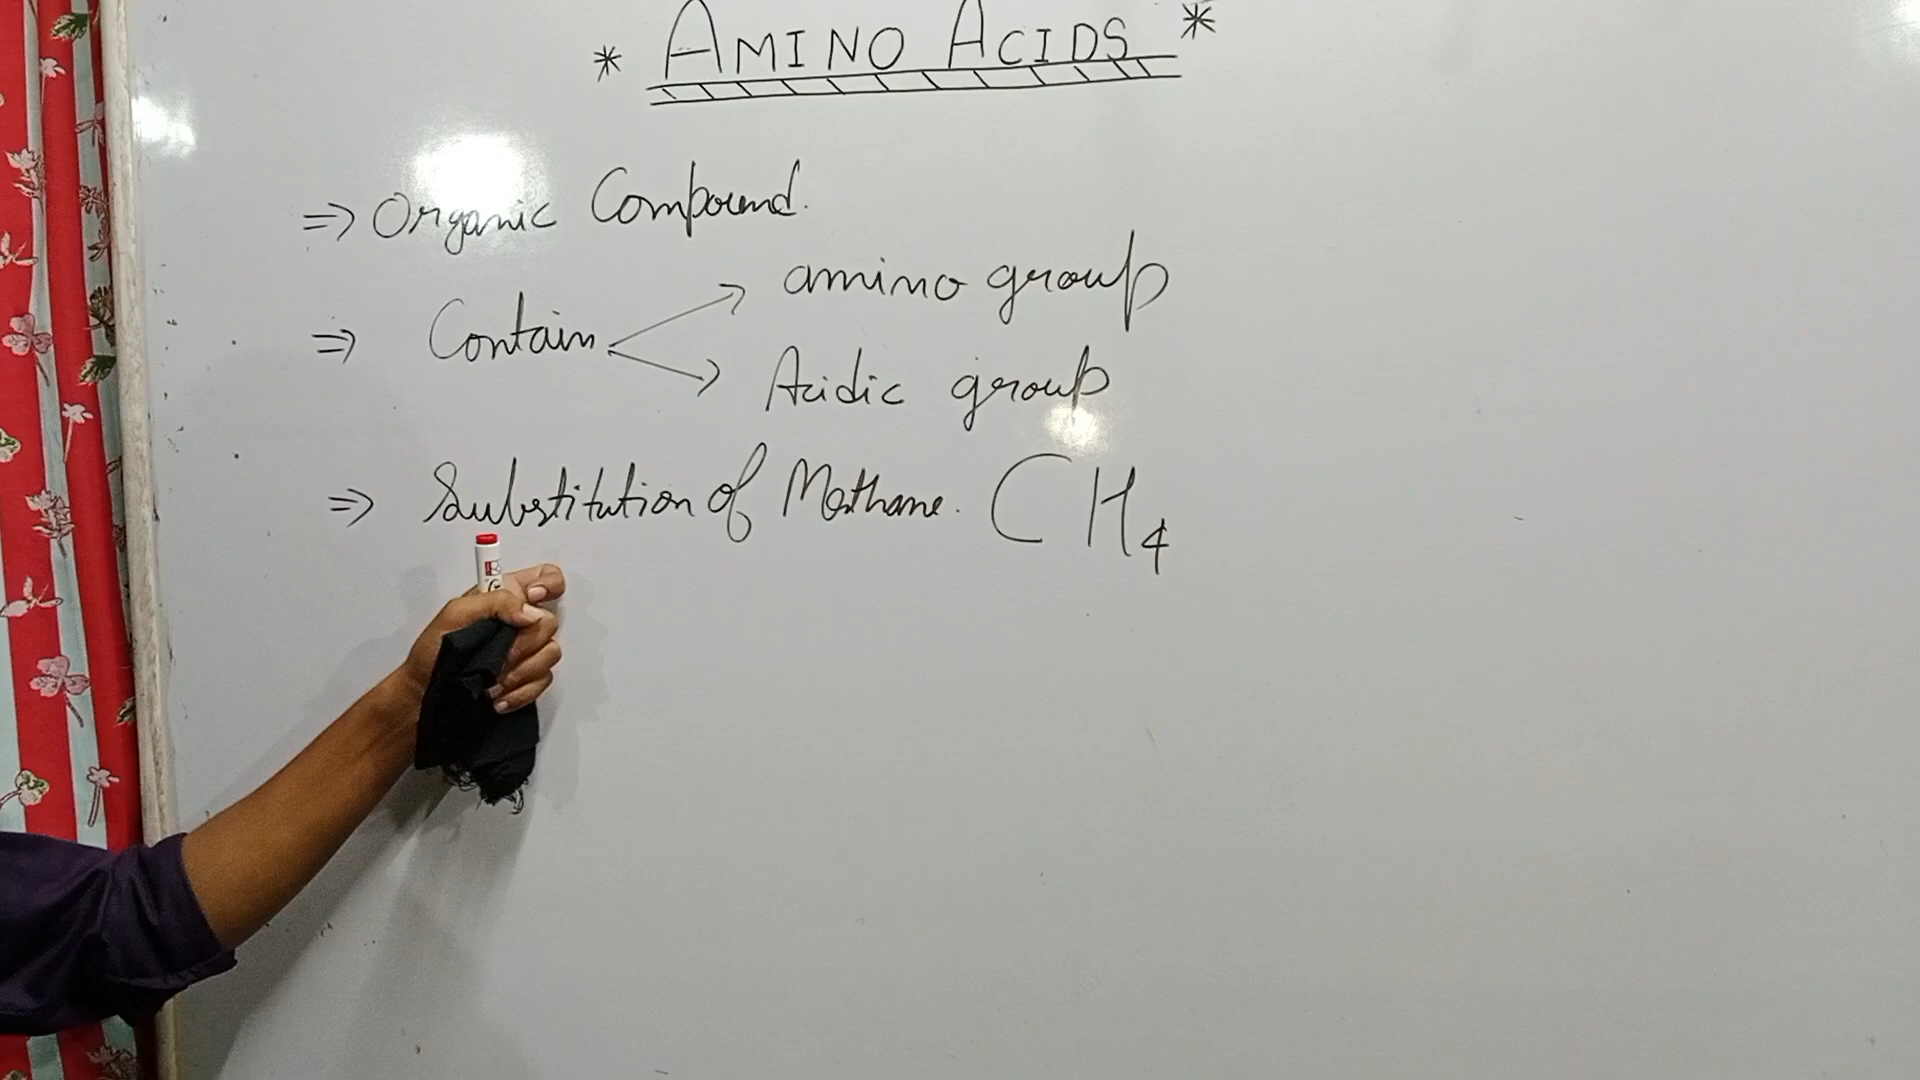 * AMINO ACIDS *
⇒ Organic Compound.
⇒ Contain → amino group
→ Acidic group
⇒ Substitution of Methane. CH₄